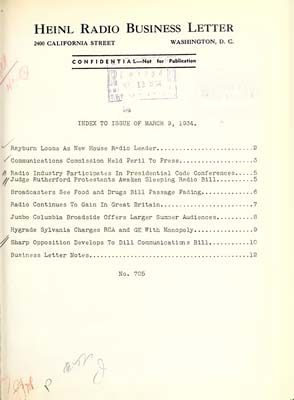 HEINL RADIO BUSINESS LETTER
2400 CALIFORNIA STREET WASHINGTON, D. C.
CONFIDENTIAL—Not for Publication
INDEX TO ISSUE OF MARCH 9, 1934.
Rayburn Looms As New House Radio Leader....................2
Communications Commission Held Peril To Press..............3
Radio Industry Participates In Presidential Code Conferences.....5
Judge Rutherford Protestants Awaken Sleeping Radio Bill..........5
Broadcasters See Food and Drugs Bill Passage Fading..............6
Radio Continues To Gain In Great Britain.........................7
Jumbo Columbia Broadside Offers Larger Summer Audiences..........8
Hygrade Sylvania Charges RCA and GE With Monopoly................9
Sharp Opposition Develops To Dill Communications Bill...........10
Business Letter Notes...........................................12
No. 705